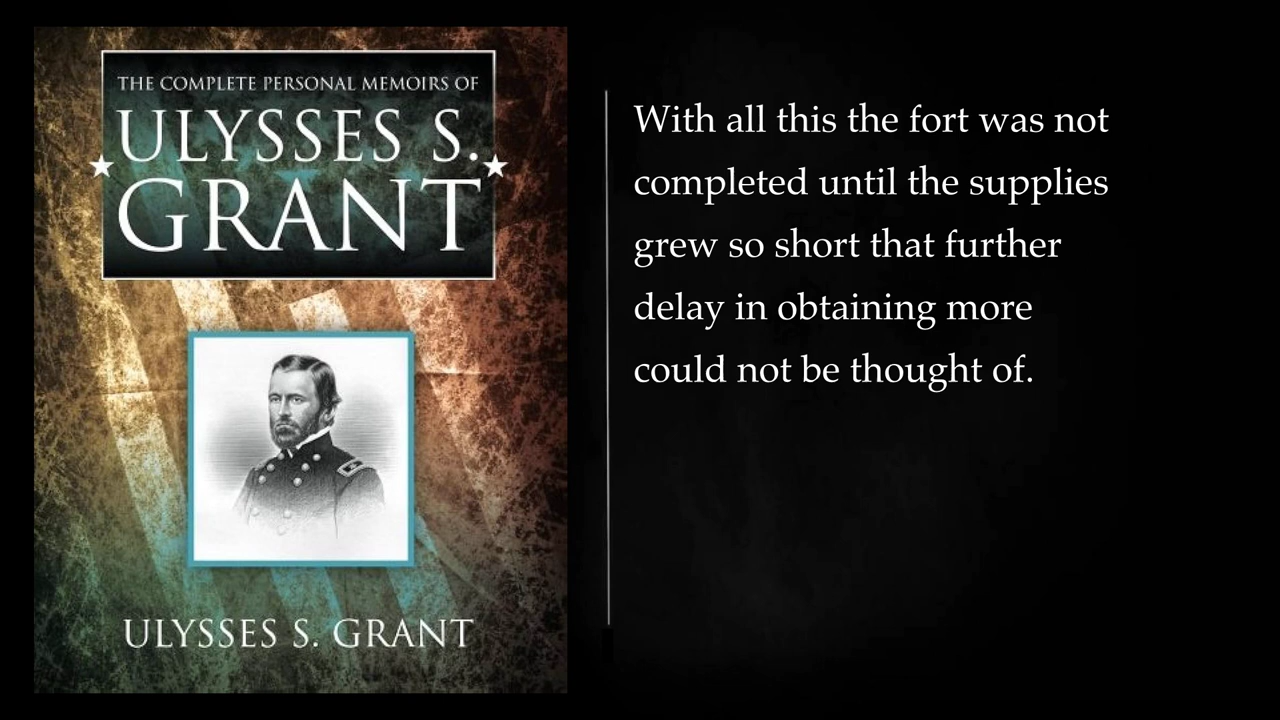 THE COMPLETE PERSONAL MEMOIRS OF
ULYSSES S.
GRANT
ULYSSES S. GRANT
With all this the fort was not
completed until the supplies
grew so short that further
delay in obtaining more
could not be thought of.